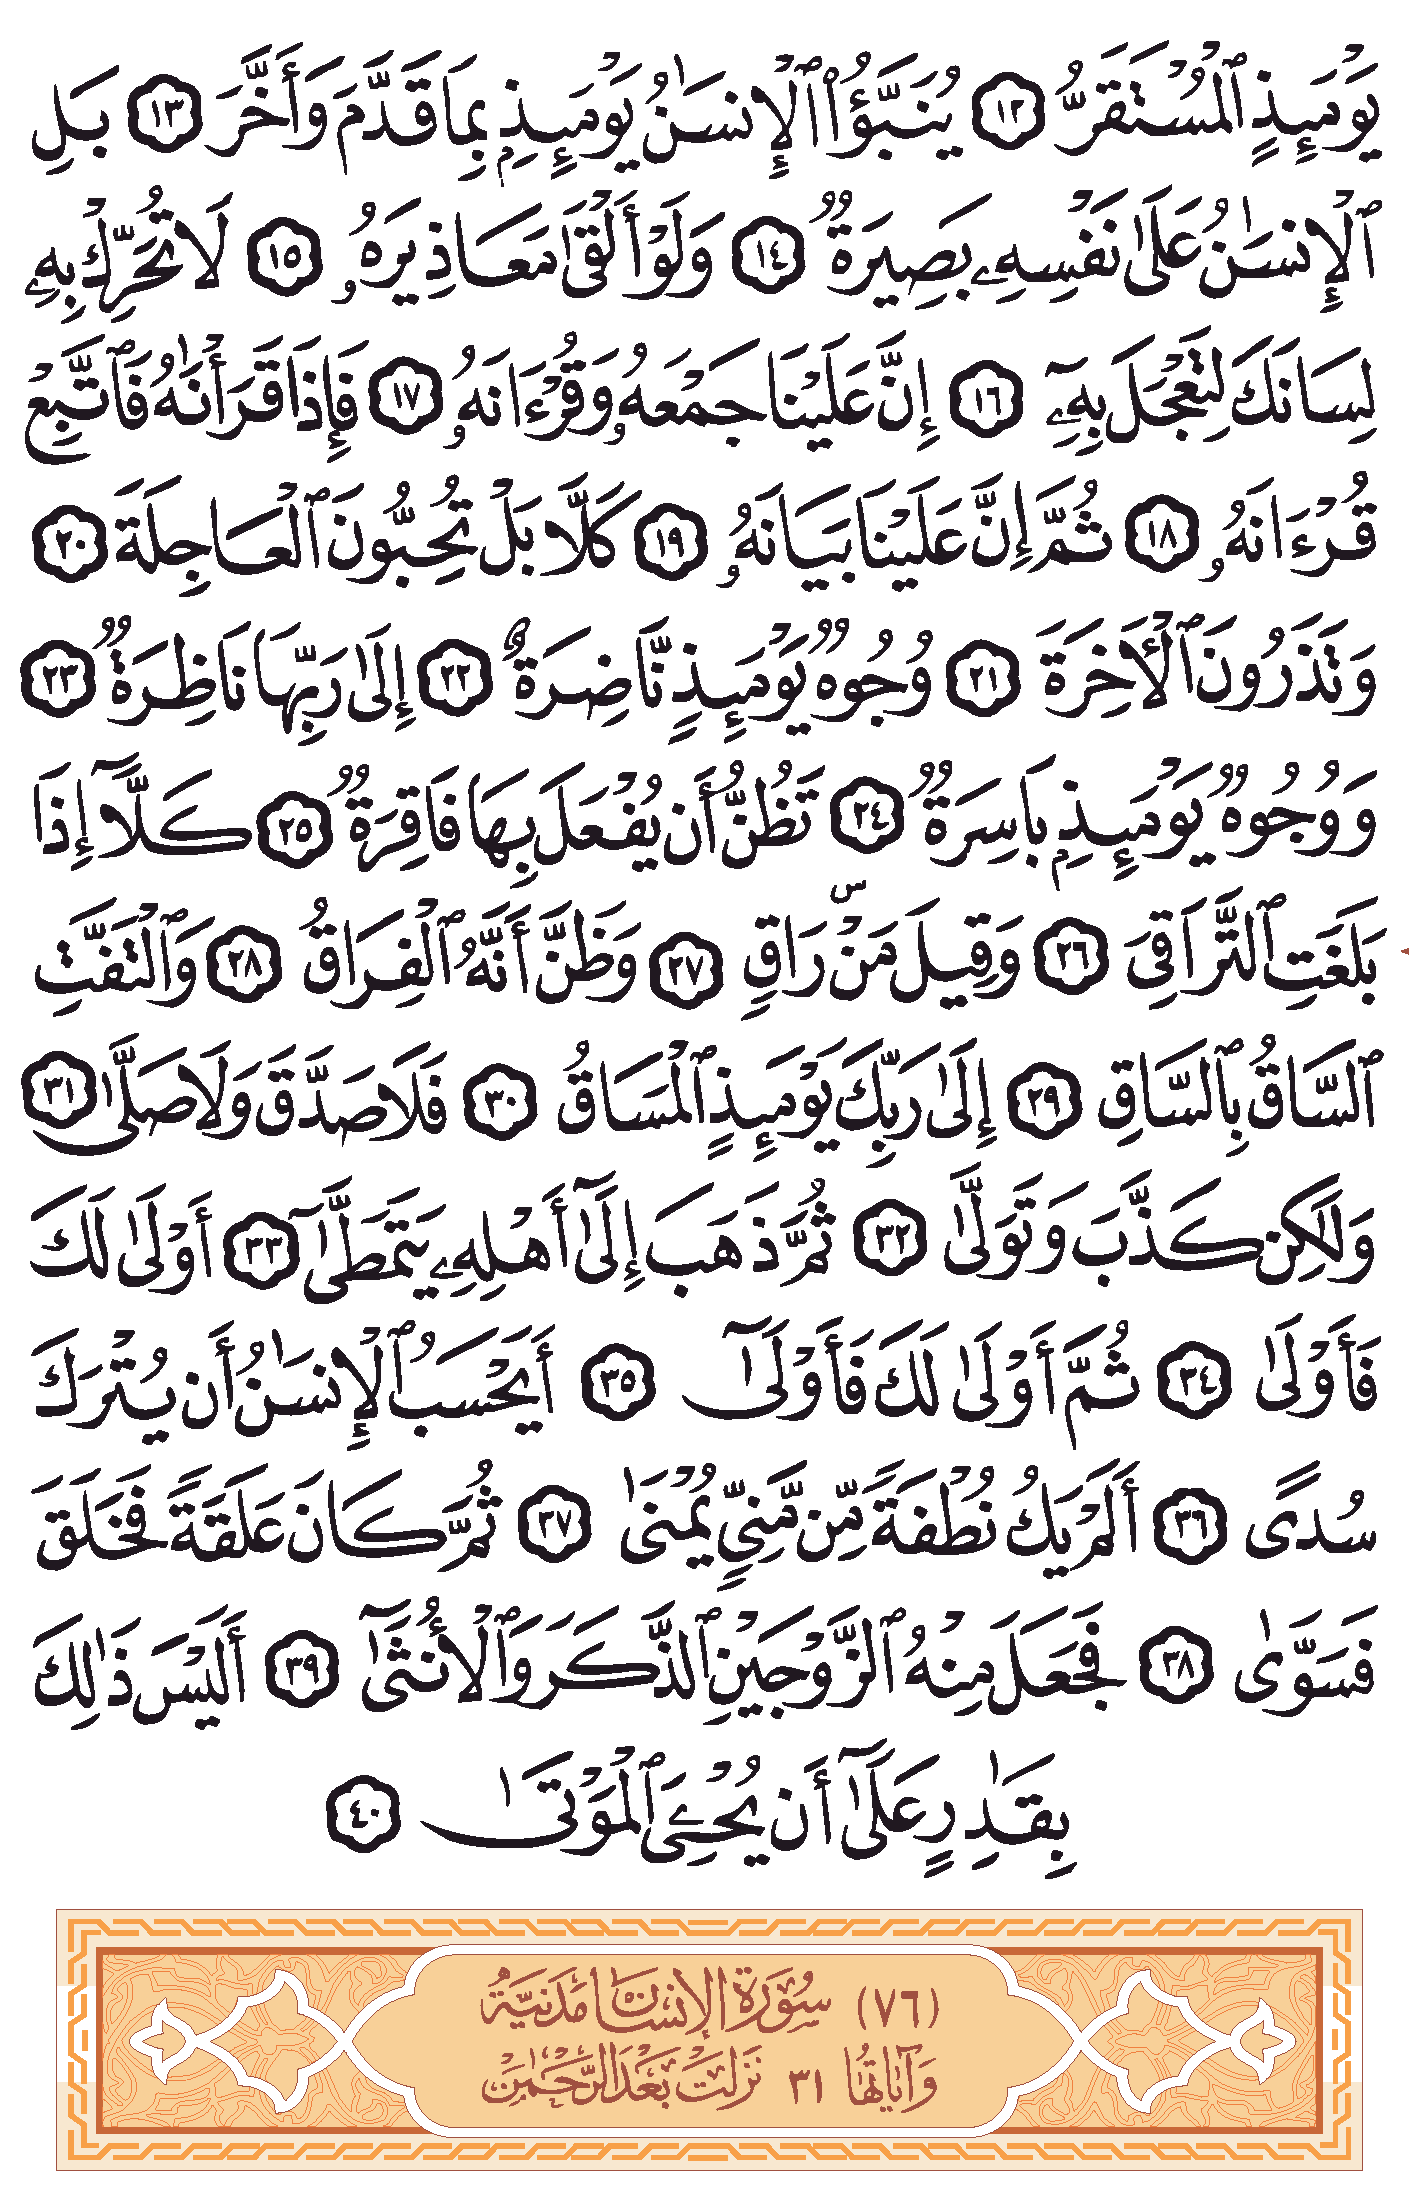 يَوۡمَئِذٍ ٱلۡمُسۡتَقَرُّ ١٢ يُنَبَّؤُاْ ٱلۡإِنسَٰنُ يَوۡمَئِذِۭ بِمَا قَدَّمَ وَأَخَّرَ ١٣ بَلِ
ٱلۡإِنسَٰنُ عَلَىٰ نَفۡسِهِۦ بَصِيرَةٞ ١٤ وَلَوۡ أَلۡقَىٰ مَعَاذِيرَهُۥ ١٥ لَا تُحَرِّكۡ بِهِۦ
لِسَانَكَ لِتَعۡجَلَ بِهِۦٓ ١٦ إِنَّ عَلَيۡنَا جَمۡعَهُۥ وَقُرۡءَانَهُۥ ١٧ فَإِذَا قَرَأۡنَٰهُ فَٱتَّبِعۡ
قُرۡءَانَهُۥ ١٨ ثُمَّ إِنَّ عَلَيۡنَا بَيَانَهُۥ ١٩ كَلَّا بَلۡ تُحِبُّونَ ٱلۡعَاجِلَةَ ٢٠
وَتَذَرُونَ ٱلۡأٓخِرَةَ ٢١ وُجُوهٞ يَوۡمَئِذٖ نَّاضِرَةٌ ٢٢ إِلَىٰ رَبِّهَا نَاظِرَةٞ ٢٣
وَوُجُوهٞ يَوۡمَئِذِۭ بَاسِرَةٞ ٢٤ تَظُنُّ أَن يُفۡعَلَ بِهَا فَاقِرَةٞ ٢٥ كَلَّآ إِذَا
بَلَغَتِ ٱلتَّرَاقِيَ ٢٦ وَقِيلَ مَنۡۜ رَاقٖ ٢٧ وَظَنَّ أَنَّهُ ٱلۡفِرَاقُ ٢٨ وَٱلۡتَفَّتِ
ٱلسَّاقُ بِٱلسَّاقِ ٢٩ إِلَىٰ رَبِّكَ يَوۡمَئِذٍ ٱلۡمَسَاقُ ٣٠ فَلَا صَدَّقَ وَلَا صَلَّىٰ ٣١
وَلَٰكِن كَذَّبَ وَتَوَلَّىٰ ٣٢ ثُمَّ ذَهَبَ إِلَىٰٓ أَهۡلِهِۦ يَتَمَطَّىٰٓ ٣٣ أَوۡلَىٰ لَكَ
فَأَوۡلَىٰ ٣٤ ثُمَّ أَوۡلَىٰ لَكَ فَأَوۡلَىٰٓ ٣٥ أَيَحۡسَبُ ٱلۡإِنسَٰنُ أَن يُتۡرَكَ
سُدًى ٣٦ أَلَمۡ يَكُ نُطۡفَةٗ مِّن مَّنِيّٖ يُمۡنَىٰ ٣٧ ثُمَّ كَانَ عَلَقَةٗ فَخَلَقَ
فَسَوَّىٰ ٣٨ فَجَعَلَ مِنۡهُ ٱلزَّوۡجَيۡنِ ٱلذَّكَرَ وَٱلۡأُنثَىٰٓ ٣٩ أَلَيۡسَ ذَٰلِكَ
بِقَٰدِرٍ عَلَىٰٓ أَن يُحۡـِۧيَ ٱلۡمَوۡتَىٰ ٤٠
(٧٦) سُورَةُ الإِنسَانِ مَدَنِيَّةٌ
وَآيَاتُهَا ٣١ نَزَلَتْ بَعْدَ الرَّحْمٰنِ